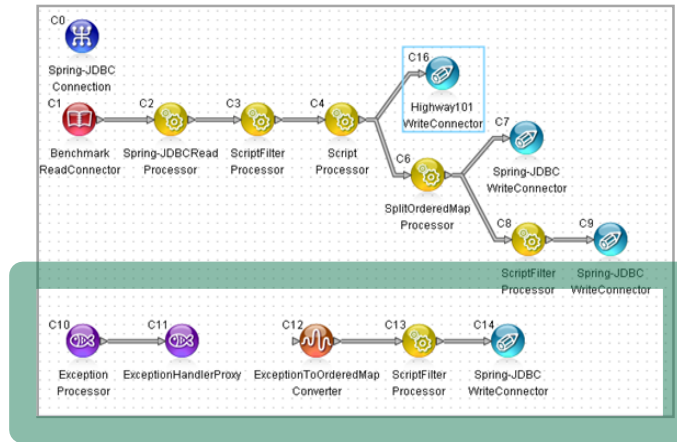 C0
Spring-JDBC
Connection
C1
Benchmark
ReadConnector
C2
Spring-JDBCRead
Processor
C3
ScriptFilter
Processor
C4
Script
Processor
C16
Highway101
WriteConnector
C6
SplitOrderedMap
Processor
C7
Spring-JDBC
WriteConnector
C8
ScriptFilter
Processor
C9
Spring-JDBC
WriteConnector
C10
Exception
Processor
C11
ExceptionHandlerProxy
C12
ExceptionToOrderedMap
Converter
C13
ScriptFilter
Processor
C14
Spring-JDBC
WriteConnector